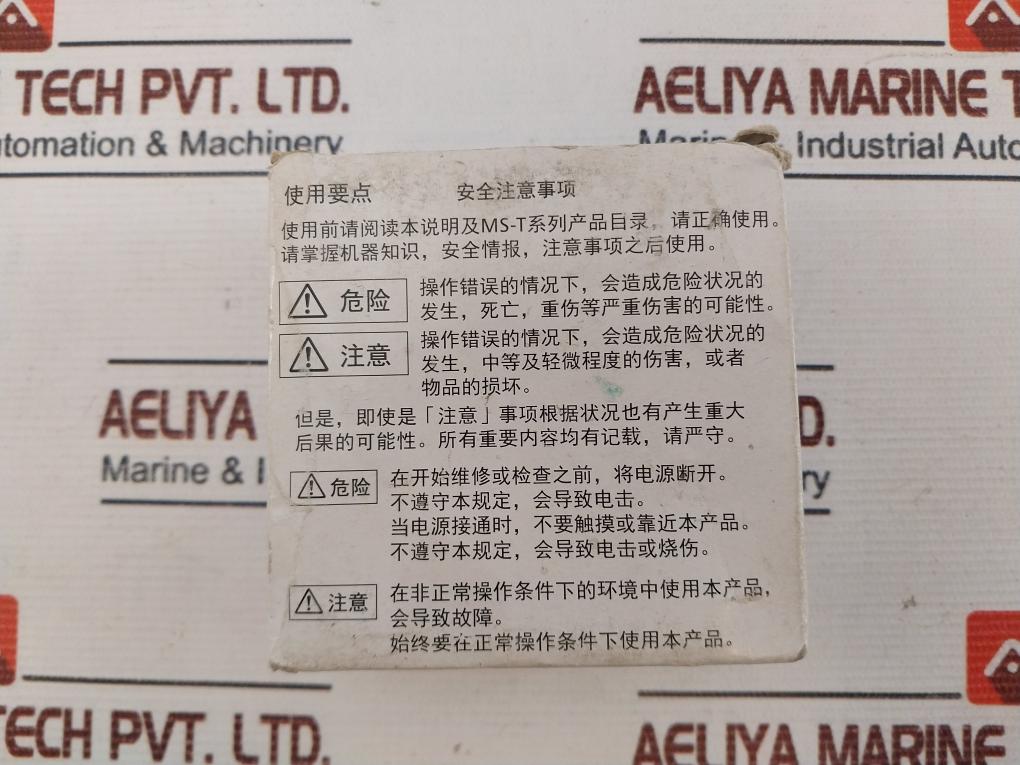 TECH PVT. LTD.
AELIYA MARINE T
utomation & Machinery
Marine & Industrial Auto
使用要点 安全注意事项
使用前请阅读本说明及MS-T系列产品目录，请正确使用。
请掌握机器知识，安全情报，注意事项之后使用。
危险 操作错误的情况下，会造成危险状况的
发生，死亡，重伤等严重伤害的可能性。
注意 操作错误的情况下，会造成危险状况的
发生，中等及轻微程度的伤害，或者
物品的损坏。
但是，即使是「注意」事项根据状况也有产生重大
后果的可能性。所有重要内容均有记载，请严守。
危险 在开始维修或检查之前，将电源断开。
不遵守本规定，会导致电击。
当电源接通时，不要触摸或靠近本产品。
不遵守本规定，会导致电击或烧伤。
注意 在非正常操作条件下的环境中使用本产品，
会导致故障。
始终要在正常操作条件下使用本产品。
AELIYA
D.
Marine & I
ry
TECH PVT. LTD.
AELIYA MARINE